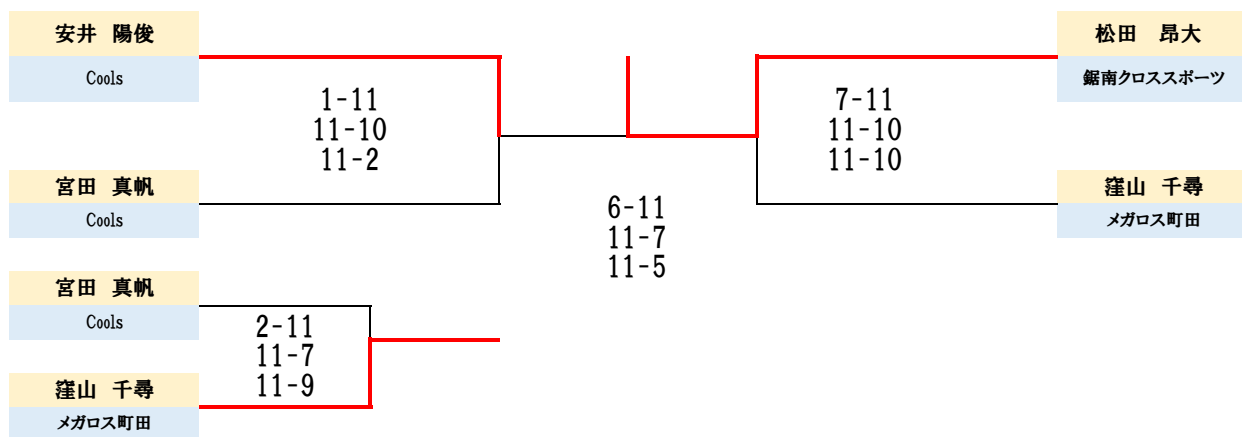 安井 陽俊
Cools
1-11
11-10
11-2
宮田 真帆
Cools
松田 昂大
鋸南クロススポーツ
7-11
11-10
11-10
窪山 千尋
メガロス町田
6-11
11-7
11-5
宮田 真帆
Cools
2-11
11-7
11-9
窪山 千尋
メガロス町田